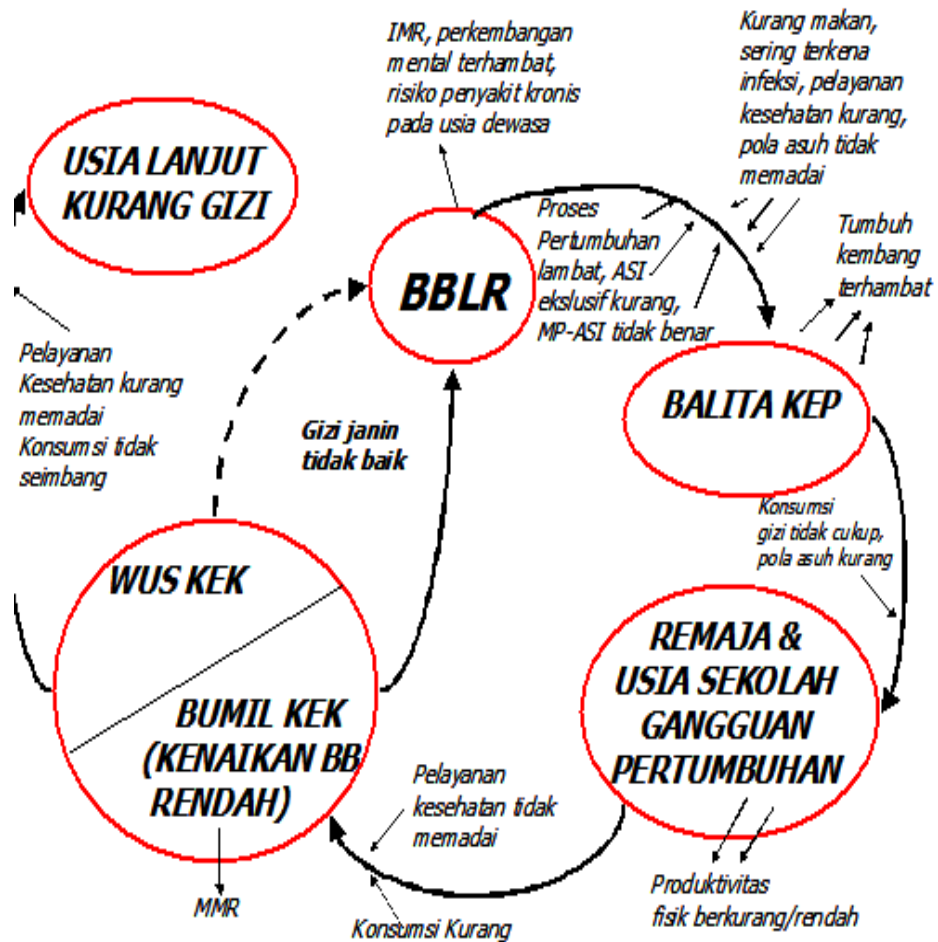 IMR, perkembangan
mental terhambat,
risiko penyakit kronis
pada usia dewasa
Kurang makan,
sering terkena
infeksi, pelayanan
kesehatan kurang,
pola asuh tidak
memadai
USIA LANJUT
KURANG GIZI
Proses
Pertumbuhan
lambat, ASI
ekslusif kurang,
MP-ASI tidak benar
Tumbuh
kembang
terhambat
BBLR
Pelayanan
Kesehatan kurang
memadai
Konsumsi tidak
seimbang
BALITA KEP
Gizi janin
tidak baik
Konsumsi
gizi tidak cukup,
pola asuh kurang
WUS KEK
REMAJA &
USIA SEKOLAH
GANGGUAN
PERTUMBUHAN
BUMIL KEK
(KENAIKAN BB
RENDAH)
Pelayanan
kesehatan tidak
memadai
MMR
Konsumsi Kurang
Produktivitas
fisik berkurang/rendah